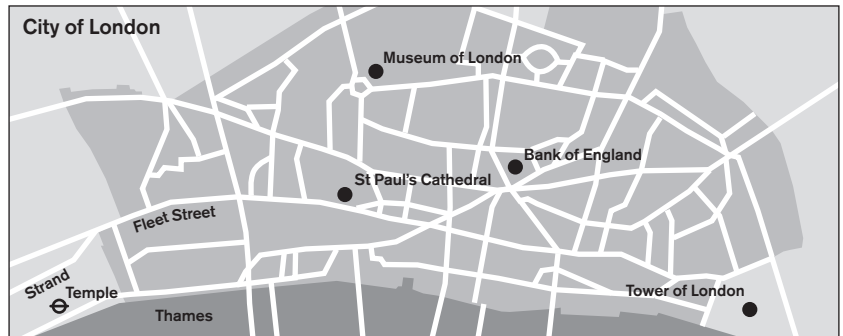 City of London
Museum of London
Bank of England
St Paul's Cathedral
Fleet Street
Strand
Temple
Tower of London
Thames